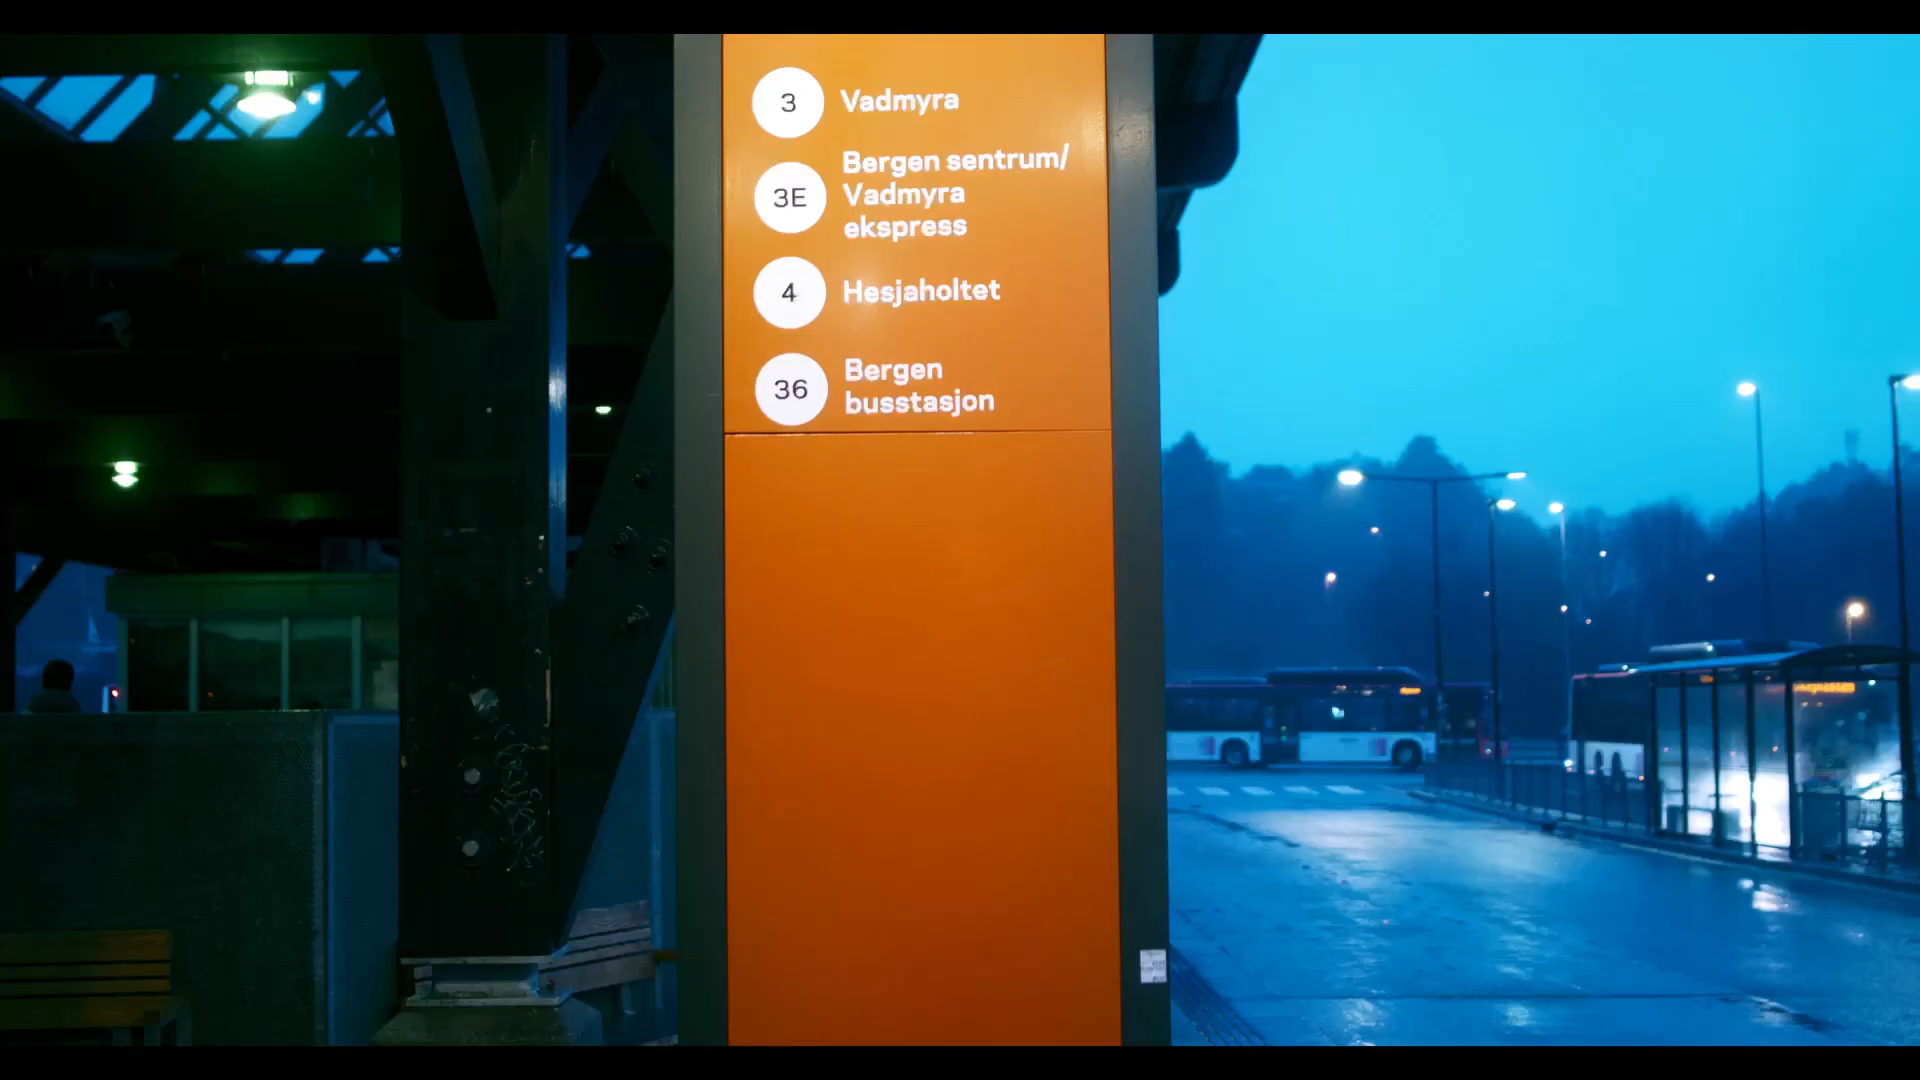 3 Vadmyra
3E Bergen sentrum/
Vadmyra
ekspress
4 Hesjaholtet
36 Bergen
busstasjon